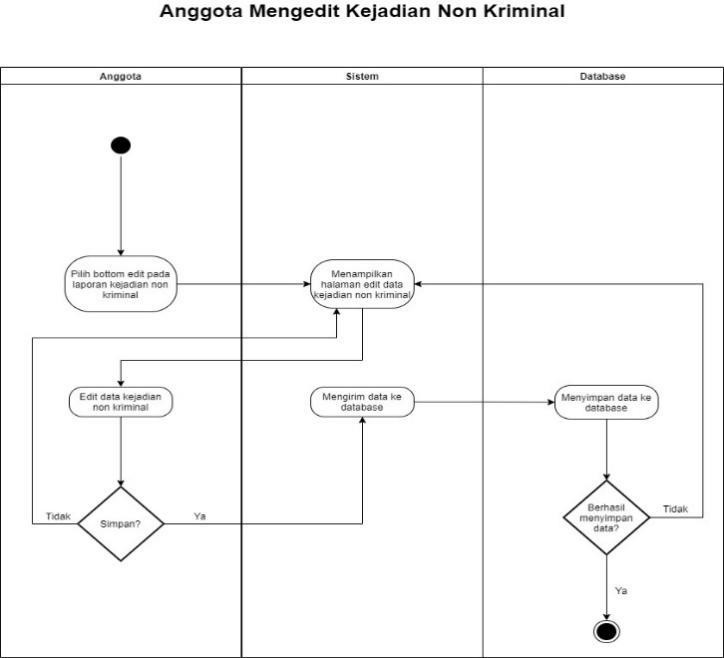 Anggota Mengedit Kejadian Non Kriminal
Anggota
Sistem
Database
Pilih bottom edit pada
laporan kejadian non
kriminal
Menampilkan
halaman edit data
kejadian non kriminal
Edit data kejadian
non kriminal
Mengirim data ke
database
Menyimpan data ke
database
Simpan?
Tidak
Ya
Berhasil
menyimpan
data?
Tidak
Ya